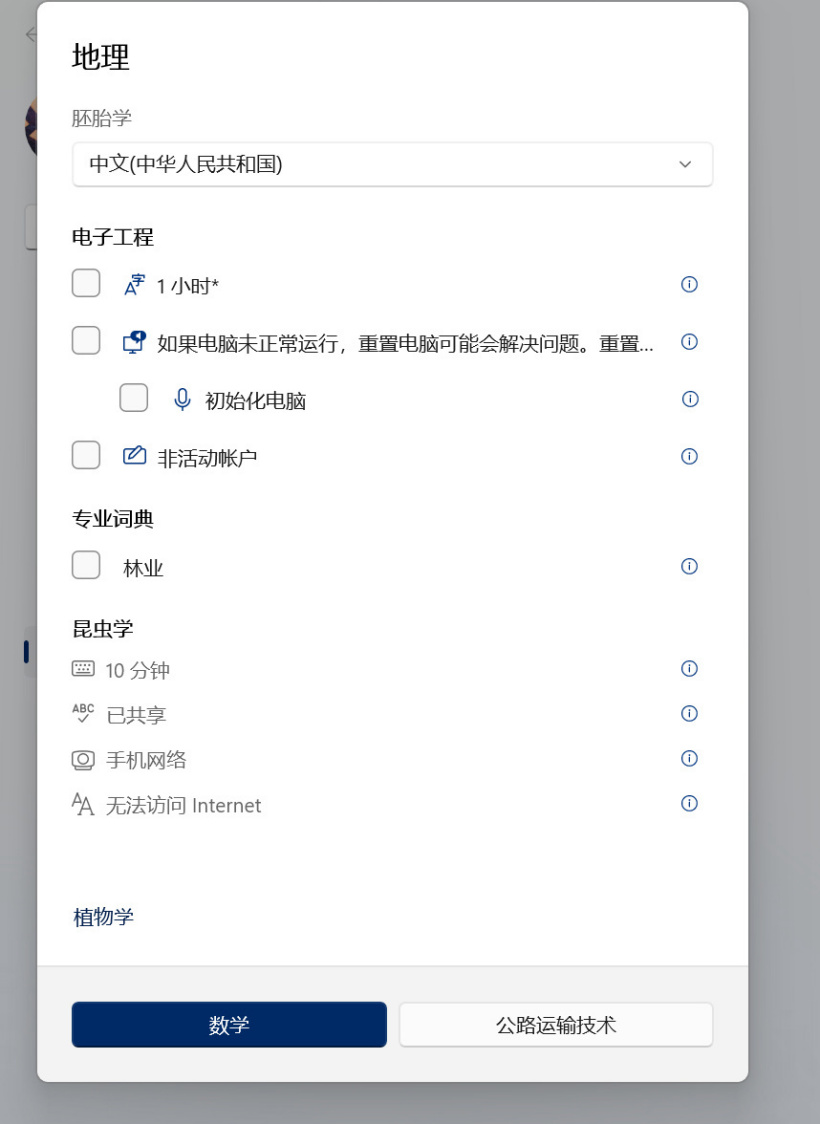 地理
胚胎学
中文(中华人民共和国)
电子工程
1 小时*
如果电脑未正常运行，重置电脑可能会解决问题。重置...
初始化电脑
非活动帐户
专业词典
林业
昆虫学
10 分钟
ABC
已共享
手机网络
无法访问 Internet
植物学
数学
公路运输技术